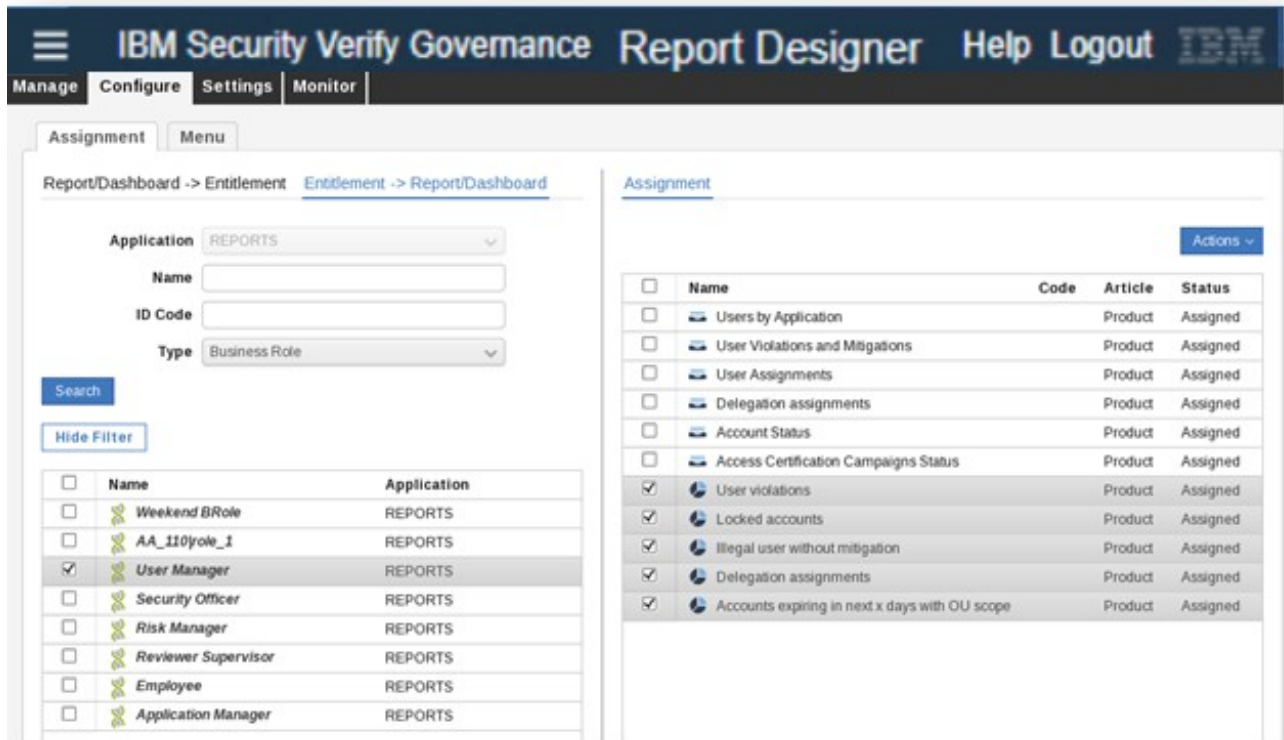 IBM Security Verify Governance Report Designer Help Logout IBM
Manage Configure Settings Monitor
Assignment Menu
Report/Dashboard -> Entitlement Entitlement -> Report/Dashboard
Application REPORTS
Name
ID Code
Type Business Role
Search
Hide Filter
Name Application
Weekend BRole REPORTS
AA_110|role_1 REPORTS
User Manager REPORTS
Security Officer REPORTS
Risk Manager REPORTS
Reviewer Supervisor REPORTS
Employee REPORTS
Application Manager REPORTS
Assignment
Actions
Name Code Article Status
Users by Application Product Assigned
User Violations and Mitigations Product Assigned
User Assignments Product Assigned
Delegation assignments Product Assigned
Account Status Product Assigned
Access Certification Campaigns Status Product Assigned
User violations Product Assigned
Locked accounts Product Assigned
Illegal user without mitigation Product Assigned
Delegation assignments Product Assigned
Accounts expiring in next x days with OU scope Product Assigned